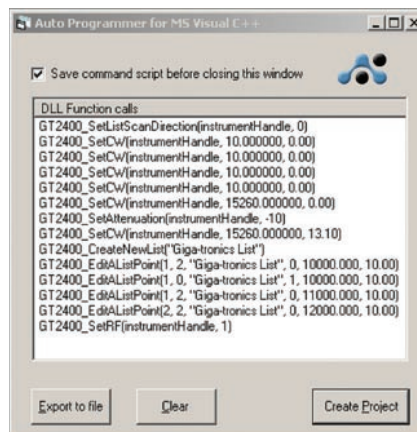 Auto Programmer for MS Visual C++
Save command script before closing this window
DLL Function calls
GT2400_SetListScanDirection(instrumentHandle, 0)
GT2400_SetCW(instrumentHandle, 10.000000, 0.00)
GT2400_SetCW(instrumentHandle, 10.000000, 0.00)
GT2400_SetCW(instrumentHandle, 10.000000, 0.00)
GT2400_SetCW(instrumentHandle, 10.000000, 0.00)
GT2400_SetCW(instrumentHandle, 15260.000000, 0.00)
GT2400_SetAttenuation(instrumentHandle, -10)
GT2400_SetCW(instrumentHandle, 15260.000000, 13.10)
GT2400_CreateNewList("Giga-tronics List")
GT2400_EditAListPoint(1, 2, "Giga-tronics List", 0, 10000.000, 10.00)
GT2400_EditAListPoint(1, 0, "Giga-tronics List", 1, 10000.000, 10.00)
GT2400_EditAListPoint(1, 2, "Giga-tronics List", 0, 11000.000, 10.00)
GT2400_EditAListPoint(2, 2, "Giga-tronics List", 0, 12000.000, 10.00)
GT2400_SetRF(instrumentHandle, 1)
Export to file
Clear
Create Project